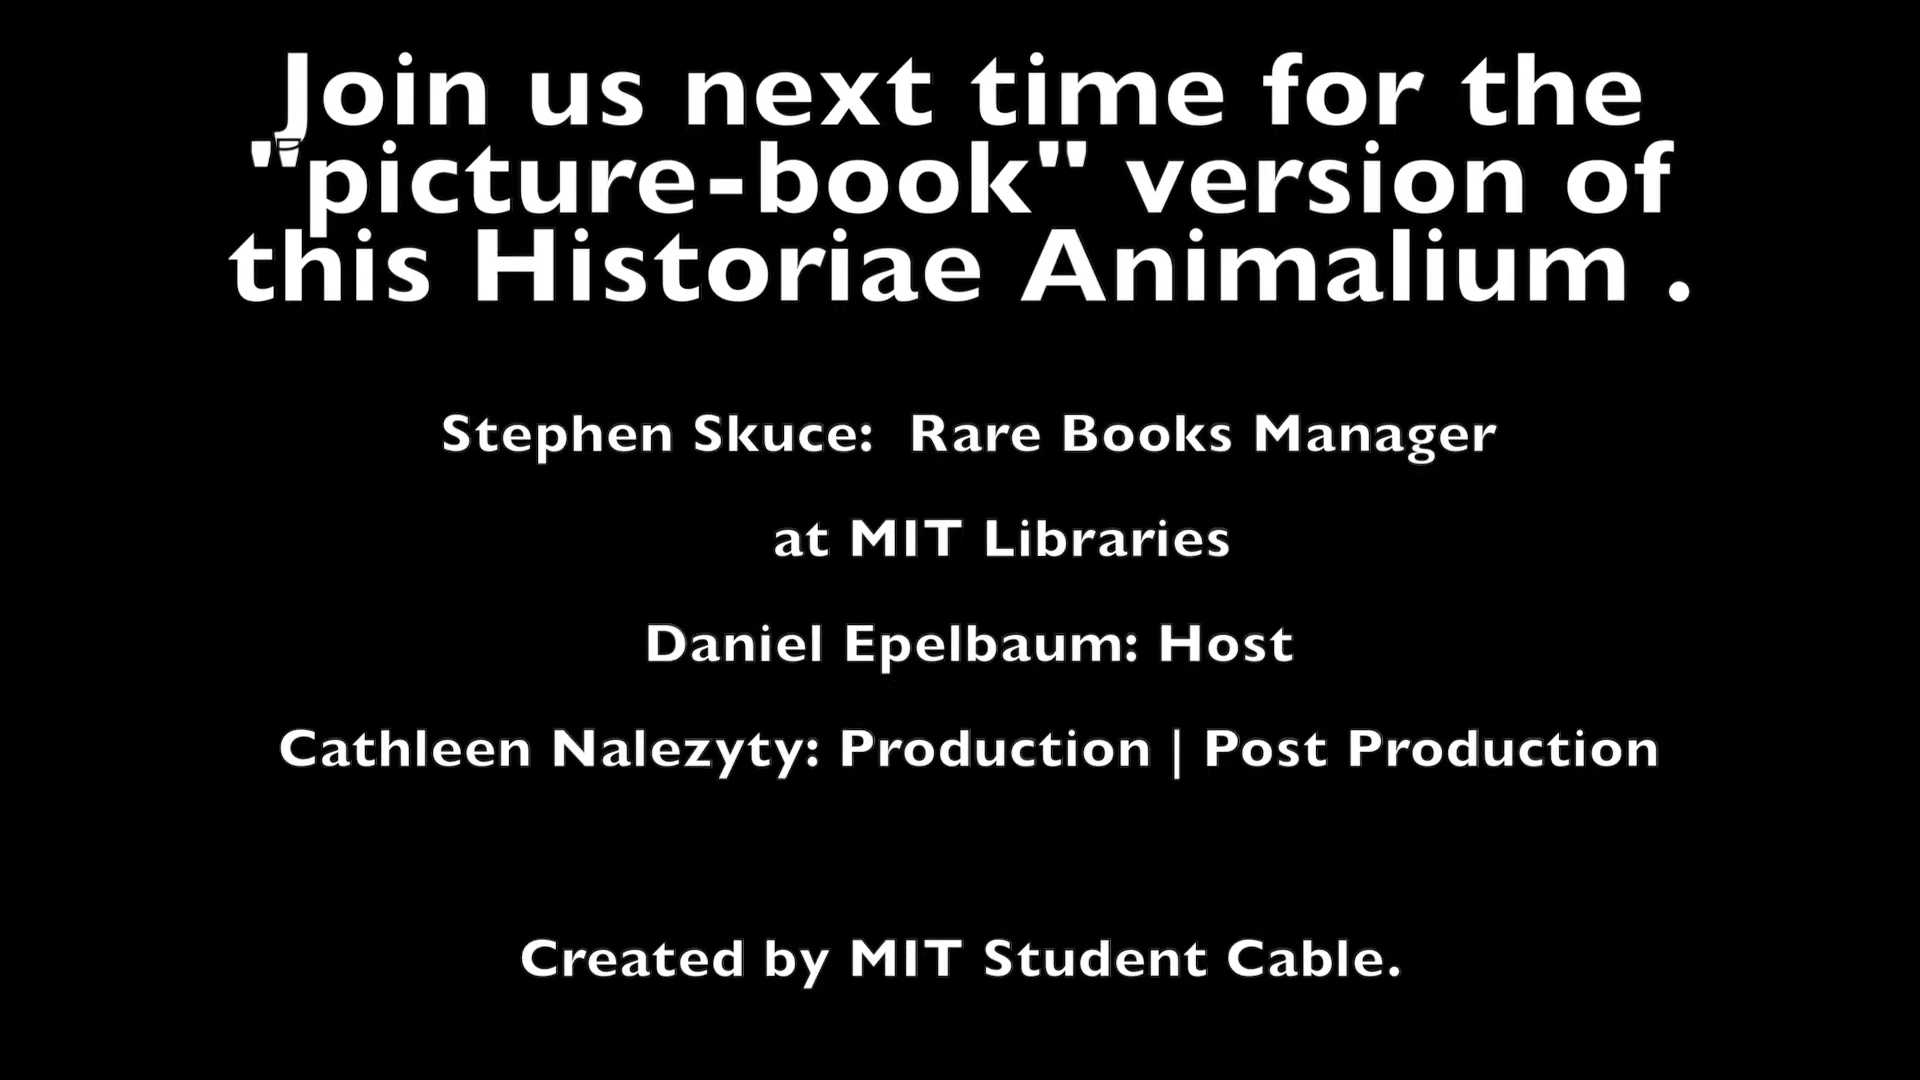 Join us next time for the
"picture-book" version of
this Historiae Animalium .
Stephen Skuce:  Rare Books Manager
at MIT Libraries
Daniel Epelbaum: Host
Cathleen Nalezyty: Production | Post Production
Created by MIT Student Cable.